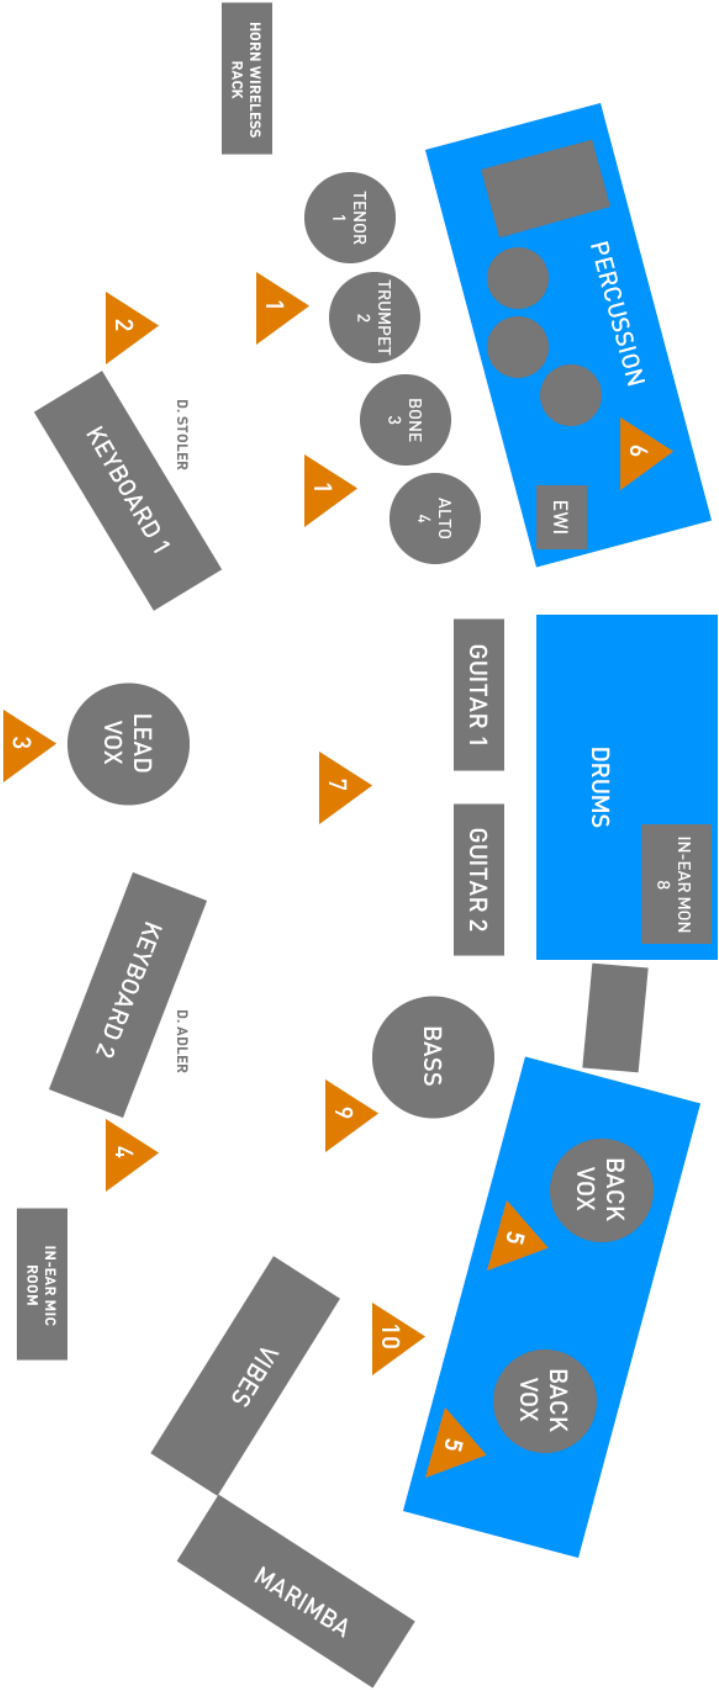 HORN WIRELESS
RACK
TENOR
1
TRUMPET
2
BONE
3
ALTO
4
PERCUSSION
6
EWI
1
1
2
D. STOLER
KEYBOARD 1
GUITAR 1
GUITAR 2
DRUMS
IN-EAR MON
8
LEAD
VOX
3
7
KEYBOARD 2
D. ADLER
4
BASS
9
BACK
VOX
5
BACK
VOX
5
10
IN-EAR MIC
ROOM
VIBES
MARIMBA